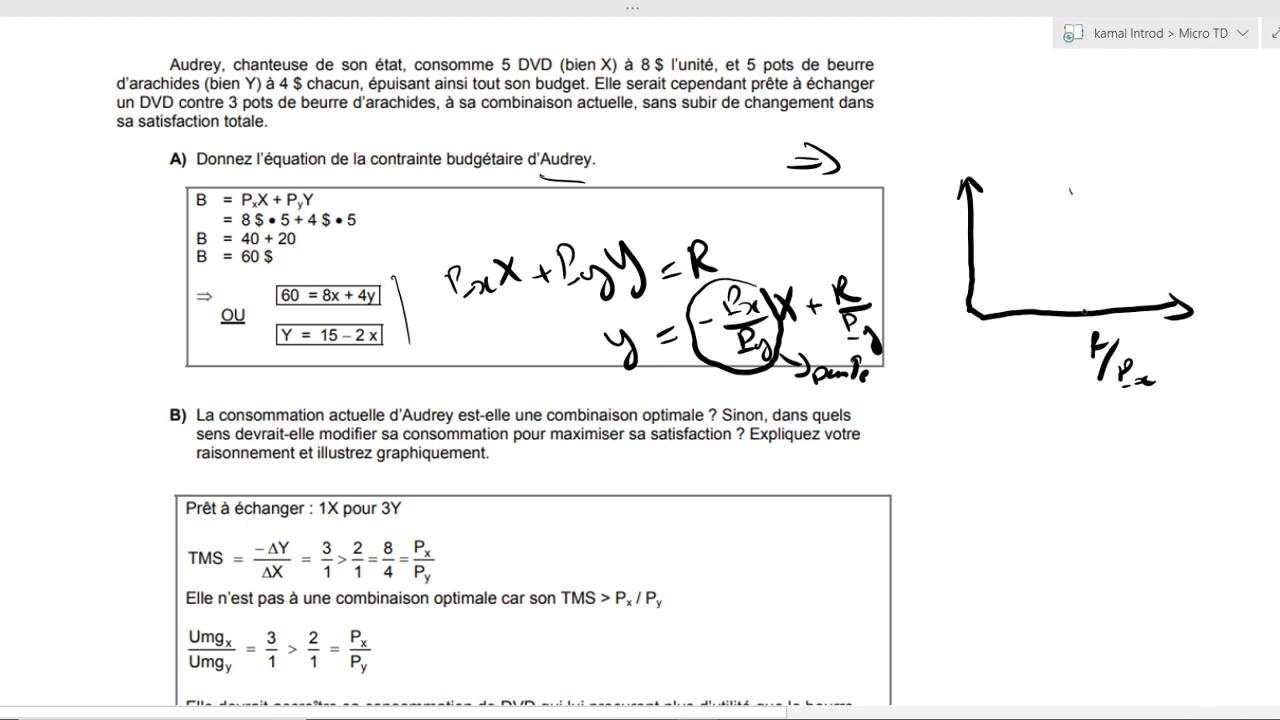 kamal Introd > Micro TD
Audrey, chanteuse de son état, consomme 5 DVD (bien X) à 8 $ l'unité, et 5 pots de beurre
d'arachides (bien Y) à 4 $ chacun, épuisant ainsi tout son budget. Elle serait cependant prête à échanger
un DVD contre 3 pots de beurre d'arachides, à sa combinaison actuelle, sans subir de changement dans
sa satisfaction totale.
A) Donnez l'équation de la contrainte budgétaire d'Audrey.
⇒
B = PxX + PyY
= 8 $ • 5 + 4 $ • 5
B = 40 + 20
B = 60 $
⇒ 60 = 8x + 4y
OU
Y = 15 – 2 x
PxX + PyY = R
y = - Px/Py X + R/Py
→ pente
R/Px
B) La consommation actuelle d'Audrey est-elle une combinaison optimale ? Sinon, dans quels
sens devrait-elle modifier sa consommation pour maximiser sa satisfaction ? Expliquez votre
raisonnement et illustrez graphiquement.
Prêt à échanger : 1X pour 3Y
TMS = –ΔY/ΔX = 3/1 > 2/1 = 8/4 = Px/Py
Elle n'est pas à une combinaison optimale car son TMS > Px / Py
Umgx/Umgy = 3/1 > 2/1 = Px/Py